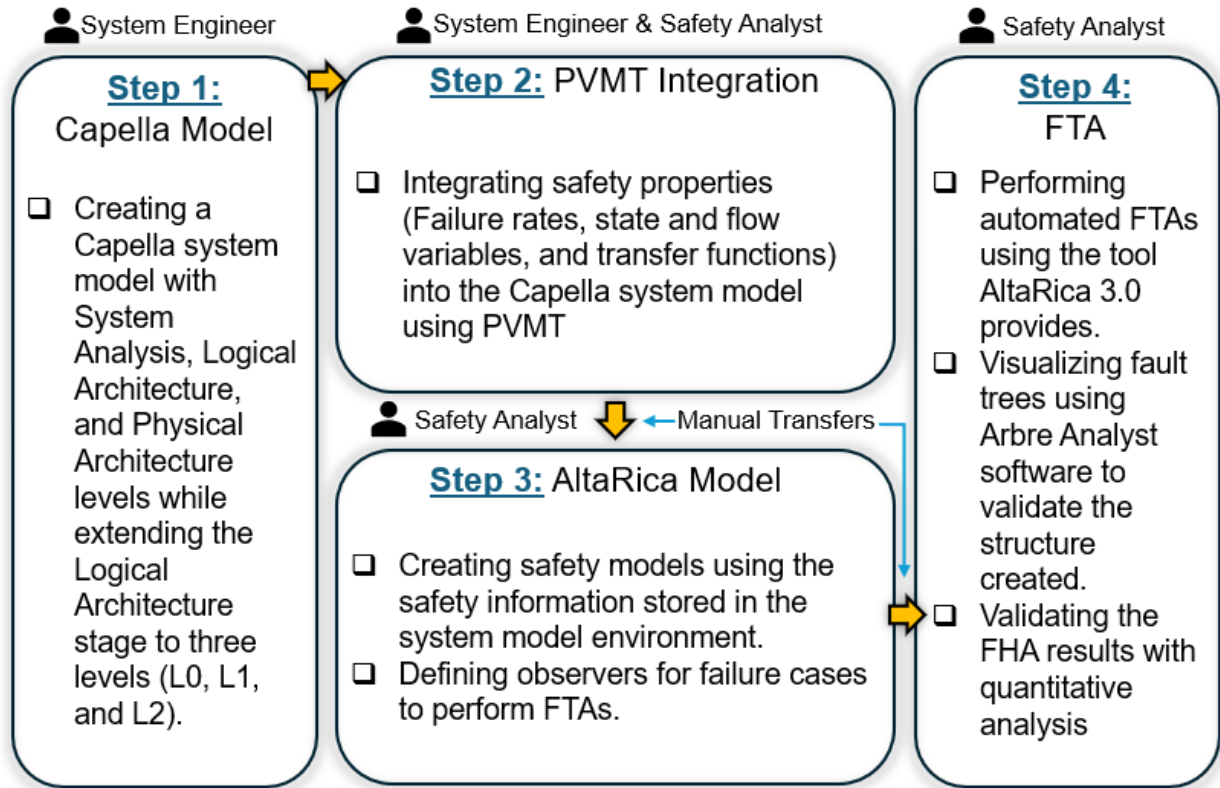 System Engineer
Step 1:
Capella Model
Creating a
Capella system
model with
System
Analysis, Logical
Architecture,
and Physical
Architecture
levels while
extending the
Logical
Architecture
stage to three
levels (L0, L1,
and L2).
System Engineer & Safety Analyst
Step 2: PVMT Integration
Integrating safety properties
(Failure rates, state and flow
variables, and transfer functions)
into the Capella system model
using PVMT
Safety Analyst
Manual Transfers
Step 3: AltaRica Model
Creating safety models using the
safety information stored in the
system model environment.
Defining observers for failure cases
to perform FTAs.
Safety Analyst
Step 4:
FTA
Performing
automated FTAs
using the tool
AltaRica 3.0
provides.
Visualizing fault
trees using
Arbre Analyst
software to
validate the
structure
created.
Validating the
FHA results with
quantitative
analysis